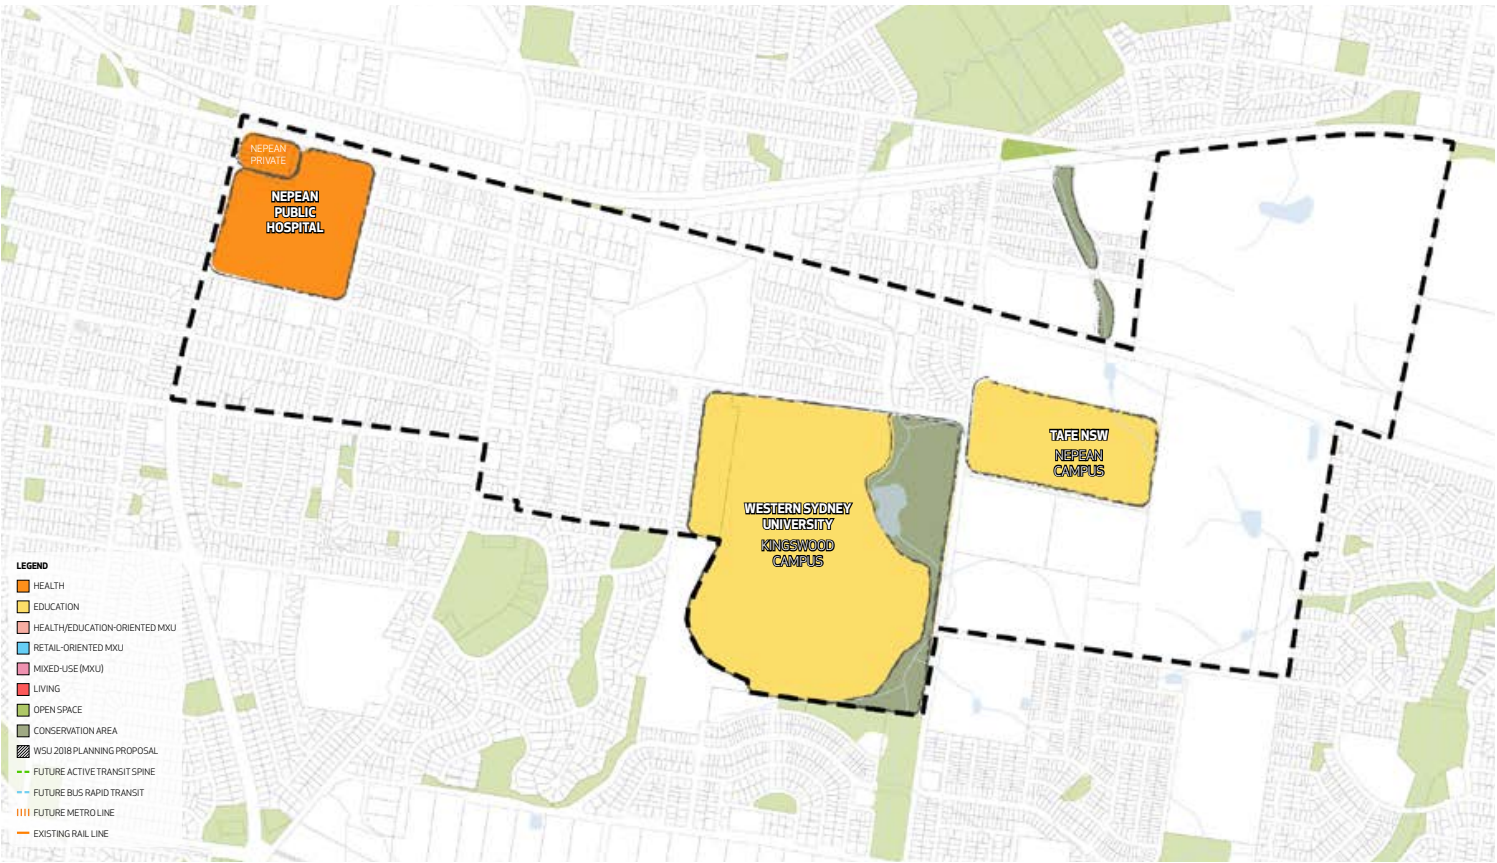 NEPEAN
PRIVATE
NEPEAN
PUBLIC
HOSPITAL
TAFE NSW
NEPEAN
CAMPUS
WESTERN SYDNEY
UNIVERSITY
KINGSWOOD
CAMPUS
LEGEND
HEALTH
EDUCATION
HEALTH/EDUCATION-ORIENTED MXU
RETAIL-ORIENTED MXU
MIXED-USE (MXU)
LIVING
OPEN SPACE
CONSERVATION AREA
WSU 2018 PLANNING PROPOSAL
FUTURE ACTIVE TRANSIT SPINE
FUTURE BUS RAPID TRANSIT
FUTURE METRO LINE
EXISTING RAIL LINE